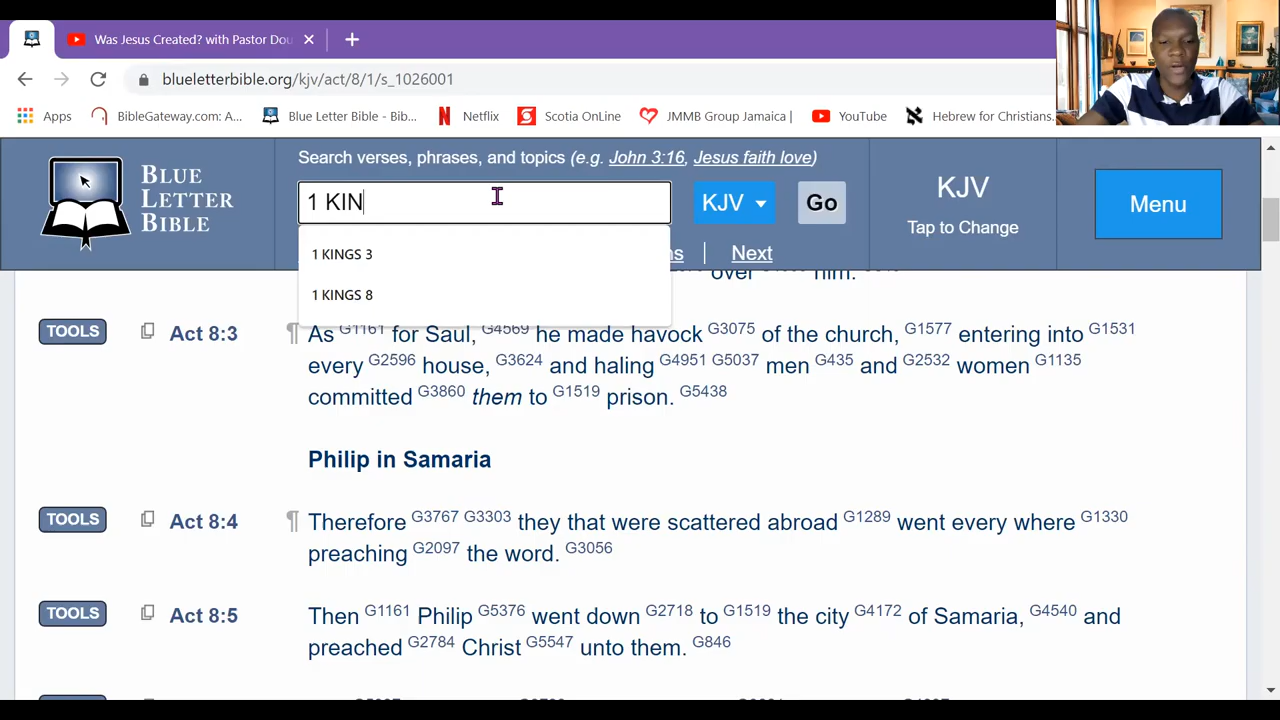 Was Jesus Created? with Pastor Dou
blueletterbible.org/kjv/act/8/1/s_1026001
Apps BibleGateway.com: A... Blue Letter Bible - Bib... Netflix Scotia OnLine JMMB Group Jamaica | YouTube Hebrew for Christians.
BLUE LETTER BIBLE
Search verses, phrases, and topics (e.g. John 3:16, Jesus faith love)
1 KIN KJV Go
1 KINGS 3
1 KINGS 8
ns | Next
KJV
Tap to Change
Menu
over him.
TOOLS Act 8:3 ¶ As G1161 for Saul, G4569 he made havock G3075 of the church, G1577 entering into G1531
every G2596 house, G3624 and haling G4951 G5037 men G435 and G2532 women G1135
committed G3860 them to G1519 prison. G5438
Philip in Samaria
TOOLS Act 8:4 ¶ Therefore G3767 G3303 they that were scattered abroad G1289 went every where G1330
preaching G2097 the word. G3056
TOOLS Act 8:5 Then G1161 Philip G5376 went down G2718 to G1519 the city G4172 of Samaria, G4540 and
preached G2784 Christ G5547 unto them. G846